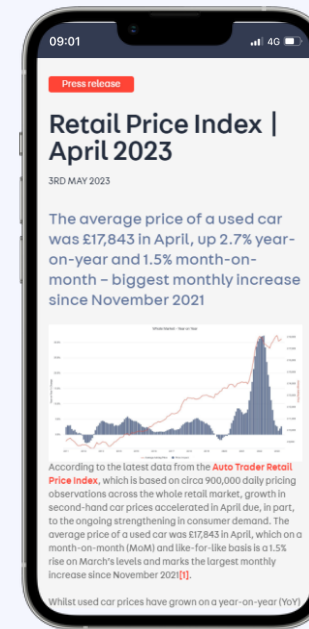 09:01
4G
Press release
Retail Price Index |
April 2023
3RD MAY 2023
The average price of a used car
was £17,843 in April, up 2.7% year-
on-year and 1.5% month-on-
month – biggest monthly increase
since November 2021
Whole Market - Year on Year
According to the latest data from the Auto Trader Retail
Price Index, which is based on circa 900,000 daily pricing
observations across the whole retail market, growth in
second-hand car prices accelerated in April due, in part,
to the ongoing strengthening in consumer demand. The
average price of a used car was £17,843 in April, which on a
month-on-month (MoM) and like-for-like basis is a 1.5%
rise on March's levels and marks the largest monthly
increase since November 2021[1].
Whilst used car prices have grown on a year-on-year (YoY)